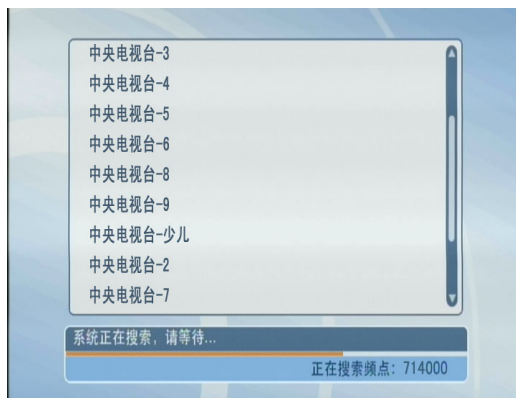 中央电视台-3
中央电视台-4
中央电视台-5
中央电视台-6
中央电视台-8
中央电视台-9
中央电视台-少儿
中央电视台-2
中央电视台-7
系统正在搜索，请等待...
正在搜索频点：714000